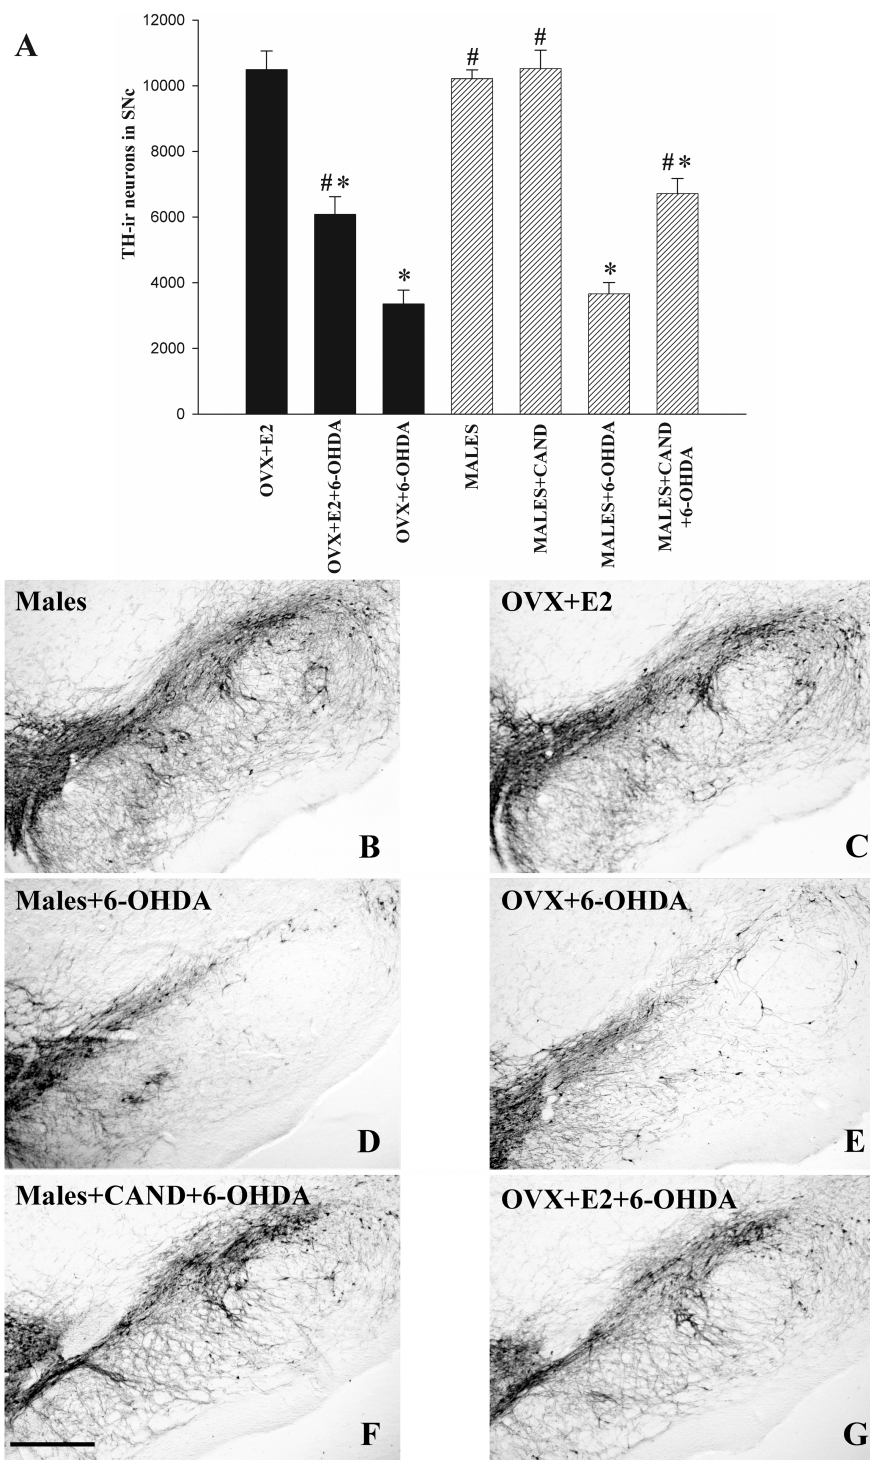 A
12000
10000
8000
6000
4000
2000
0
TH-ir neurons in SNc
#
#
# *
# *
*
*
OVX+E2
OVX+E2+6-OHDA
OVX+6-OHDA
MALES
MALES+CAND
MALES+6-OHDA
MALES+CAND
+6-OHDA
Males
B
OVX+E2
C
Males+6-OHDA
D
OVX+6-OHDA
E
Males+CAND+6-OHDA
F
OVX+E2+6-OHDA
G